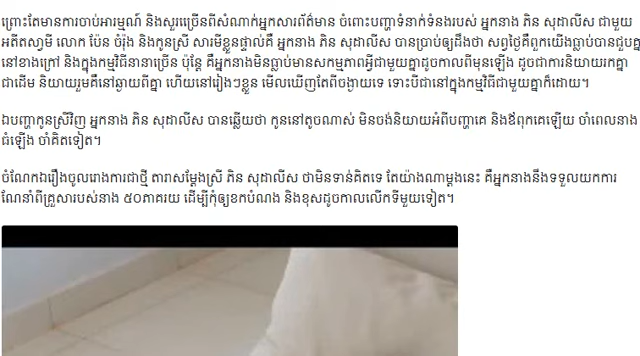 ព្រោះតែមានការចាប់អារម្មណ៍ និងសួរច្រើនពីសំណាក់អ្នកសារព័ត៌មាន ចំពោះបញ្ហាទំនាក់ទំនងរបស់ អ្នកនាង ភិន សុដាលីស ជាមួយ
អតីតស្វាមី លោក ប៉ែន ចំរ៉ុង និងកូនស្រី សារមីខ្លួនផ្ទាល់គឺ អ្នកនាង ភិន សុដាលីស បានប្រាប់ឲ្យដឹងថា សព្វថ្ងៃគឺពួកយើងធ្លាប់បានជួបគ្នា
នៅខាងក្រៅ និងក្នុងកម្មវិធីនានាច្រើន ប៉ុន្តែ គឺអ្នកនាងមិនធ្លាប់មានសកម្មភាពអ្វីជាមួយគ្នាដូចកាលពីមុនឡើង ដូចជាការនិយាយរកគ្នា
ជាដើម និយាយរួមគឺនៅឆ្ងាយពីគ្នា ហើយនៅរៀងៗខ្លួន មើលឃើញតែពីចង្ងាយទេ ទោះបីជានៅក្នុងកម្មវិធីជាមួយគ្នាក៏ដោយ។
ឯបញ្ហាកូនស្រីវិញ អ្នកនាង ភិន សុដាលីស បានឆ្លើយថា កូននៅតូចណាស់ មិនចង់និយាយអំពីបញ្ហាគេ និងឪពុកគេឡើយ ចាំពេលនាង
ធំឡើង ចាំគិតទៀត។
ចំណែកឯរឿងចូលរោងការជាថ្មី តារាសម្ដែងស្រី ភិន សុដាលីស ថាមិនទាន់គិតទេ តែយ៉ាងណាម្ដងនេះ គឺអ្នកនាងនឹងទទួលយកការ
ណែនាំពីគ្រួសាររបស់នាង ៥០ភាគរយ ដើម្បីកុំឲ្យខកបំណង និងខុសដូចកាលលើកទីមួយទៀត។